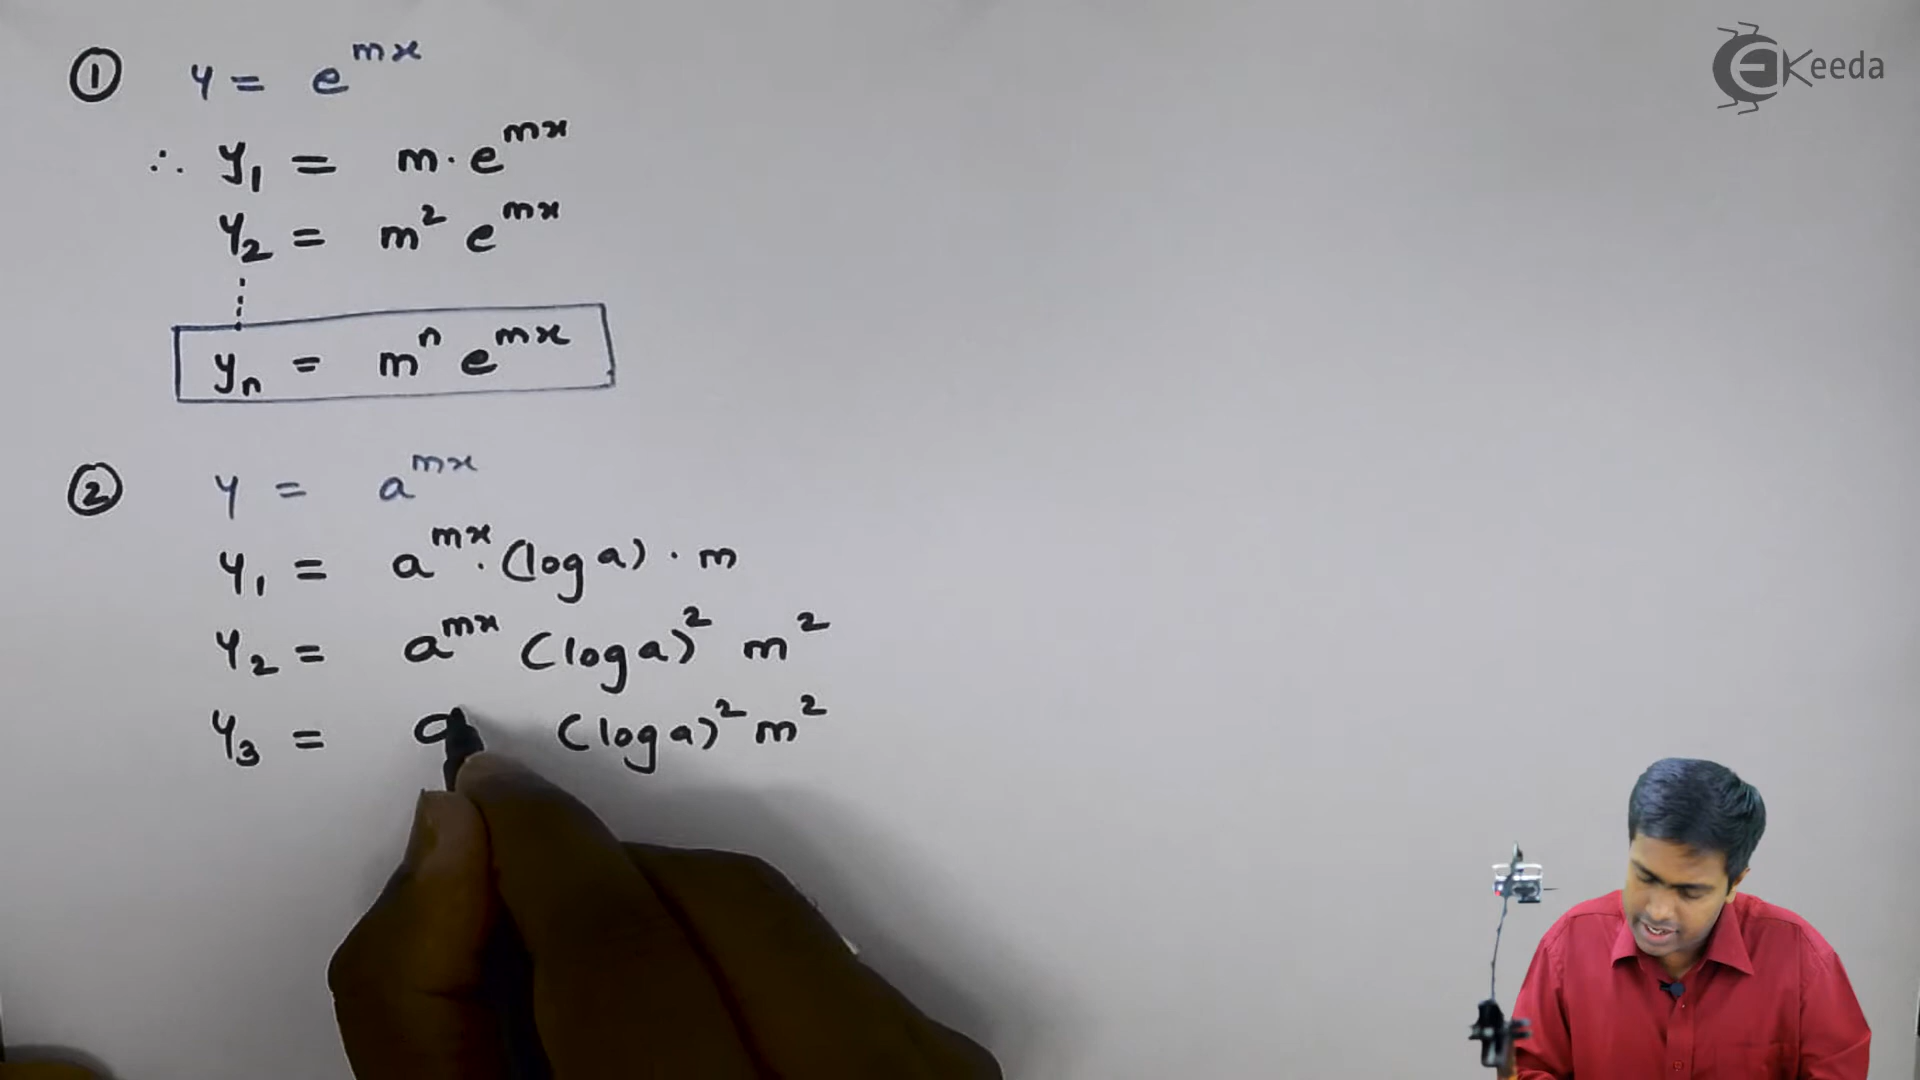 EKeeda
① y = e^{mx}
∴ y₁ = m · e^{mx}
y₂ = m² e^{mx}
⋮
yₙ = mⁿ e^{mx}
② y = a^{mx}
y₁ = a^{mx} · (log a) · m
y₂ = a^{mx} (log a)² m²
y₃ = a (log a)² m²